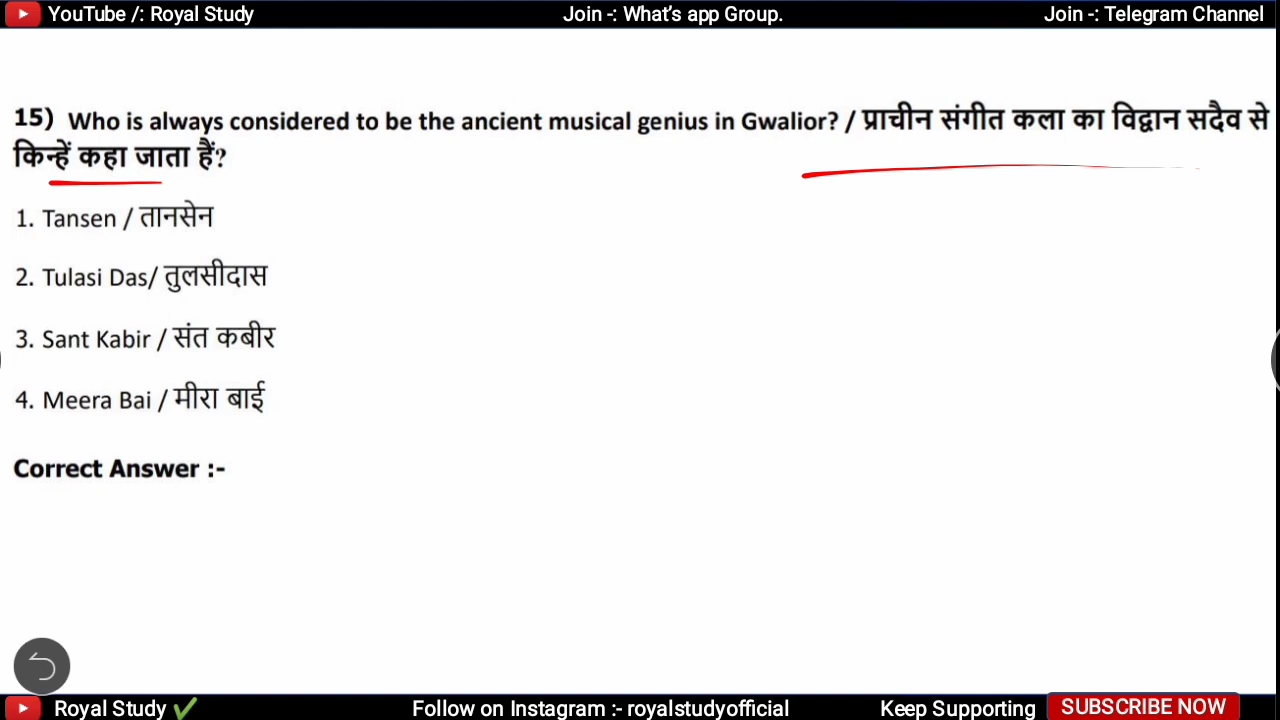 YouTube /: Royal Study Join -: What's app Group. Join -: Telegram Channel
15) Who is always considered to be the ancient musical genius in Gwalior? / प्राचीन संगीत कला का विद्वान सदैव से
किन्हें कहा जाता हैं?
1. Tansen / तानसेन
2. Tulasi Das/ तुलसीदास
3. Sant Kabir / संत कबीर
4. Meera Bai / मीरा बाई
Correct Answer :-
Royal Study Follow on Instagram :- royalstudyofficial Keep Supporting SUBSCRIBE NOW